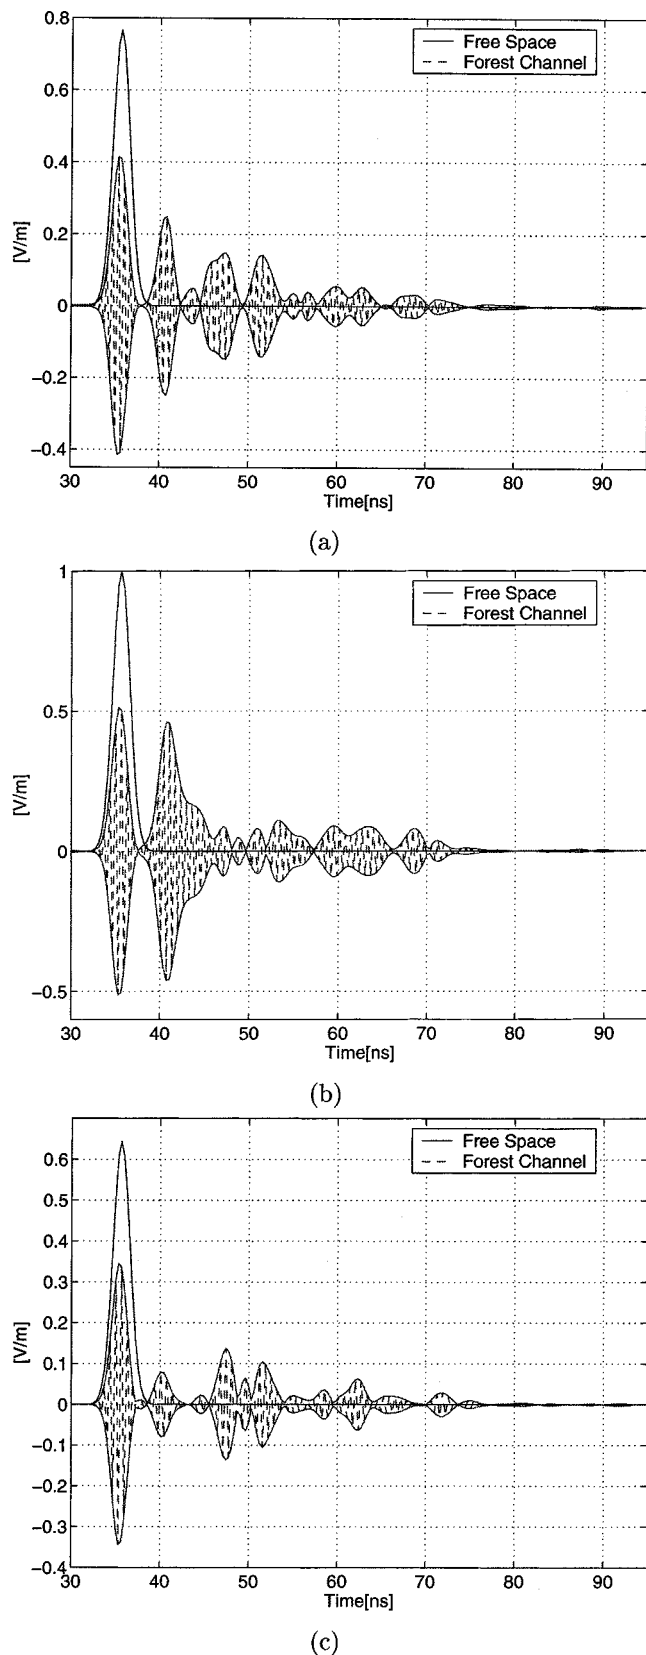 0.8
Free Space
Forest Channel
0.6
0.4
[V/m]
0.2
0
−0.2
−0.4
30 40 50 60 70 80 90
Time[ns]
(a)
1
Free Space
Forest Channel
0.5
[V/m]
0
−0.5
30 40 50 60 70 80 90
Time[ns]
(b)
Free Space
Forest Channel
0.6
0.5
0.4
0.3
[V/m]
0.2
0.1
0
−0.1
−0.2
−0.3
−0.4
30 40 50 60 70 80 90
Time[ns]
(c)